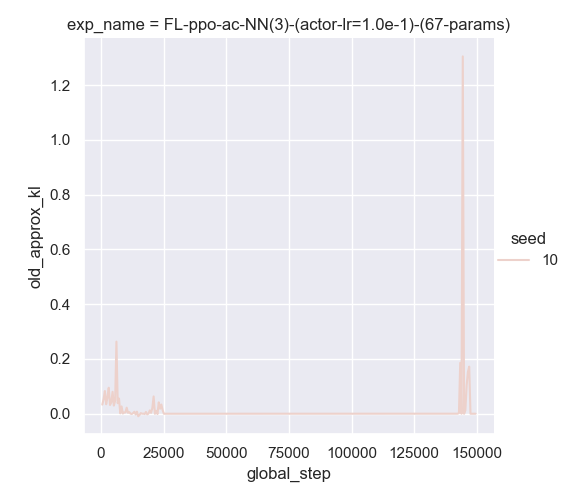 exp_name = FL-ppo-ac-NN(3)-(actor-lr=1.0e-1)-(67-params)
old_approx_kl
1.2
1.0
0.8
0.6
0.4
0.2
0.0
0 25000 50000 75000 100000 125000 150000
global_step
seed
10